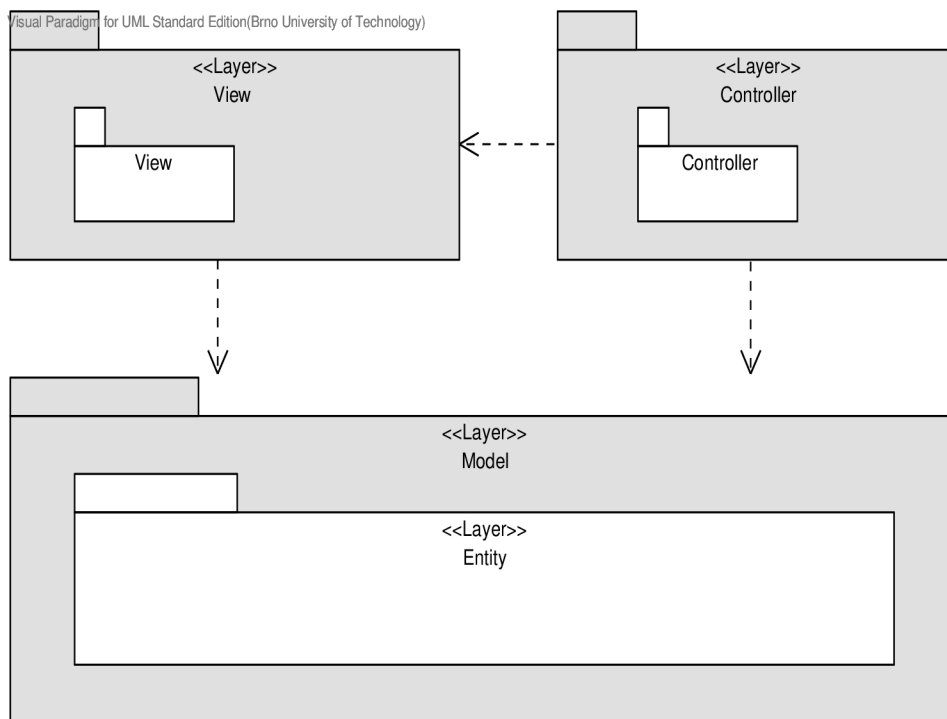 Visual Paradigm for UML Standard Edition(Brno University of Technology)
<<Layer>>
View
View
<<Layer>>
Controller
Controller
<<Layer>>
Model
<<Layer>>
Entity